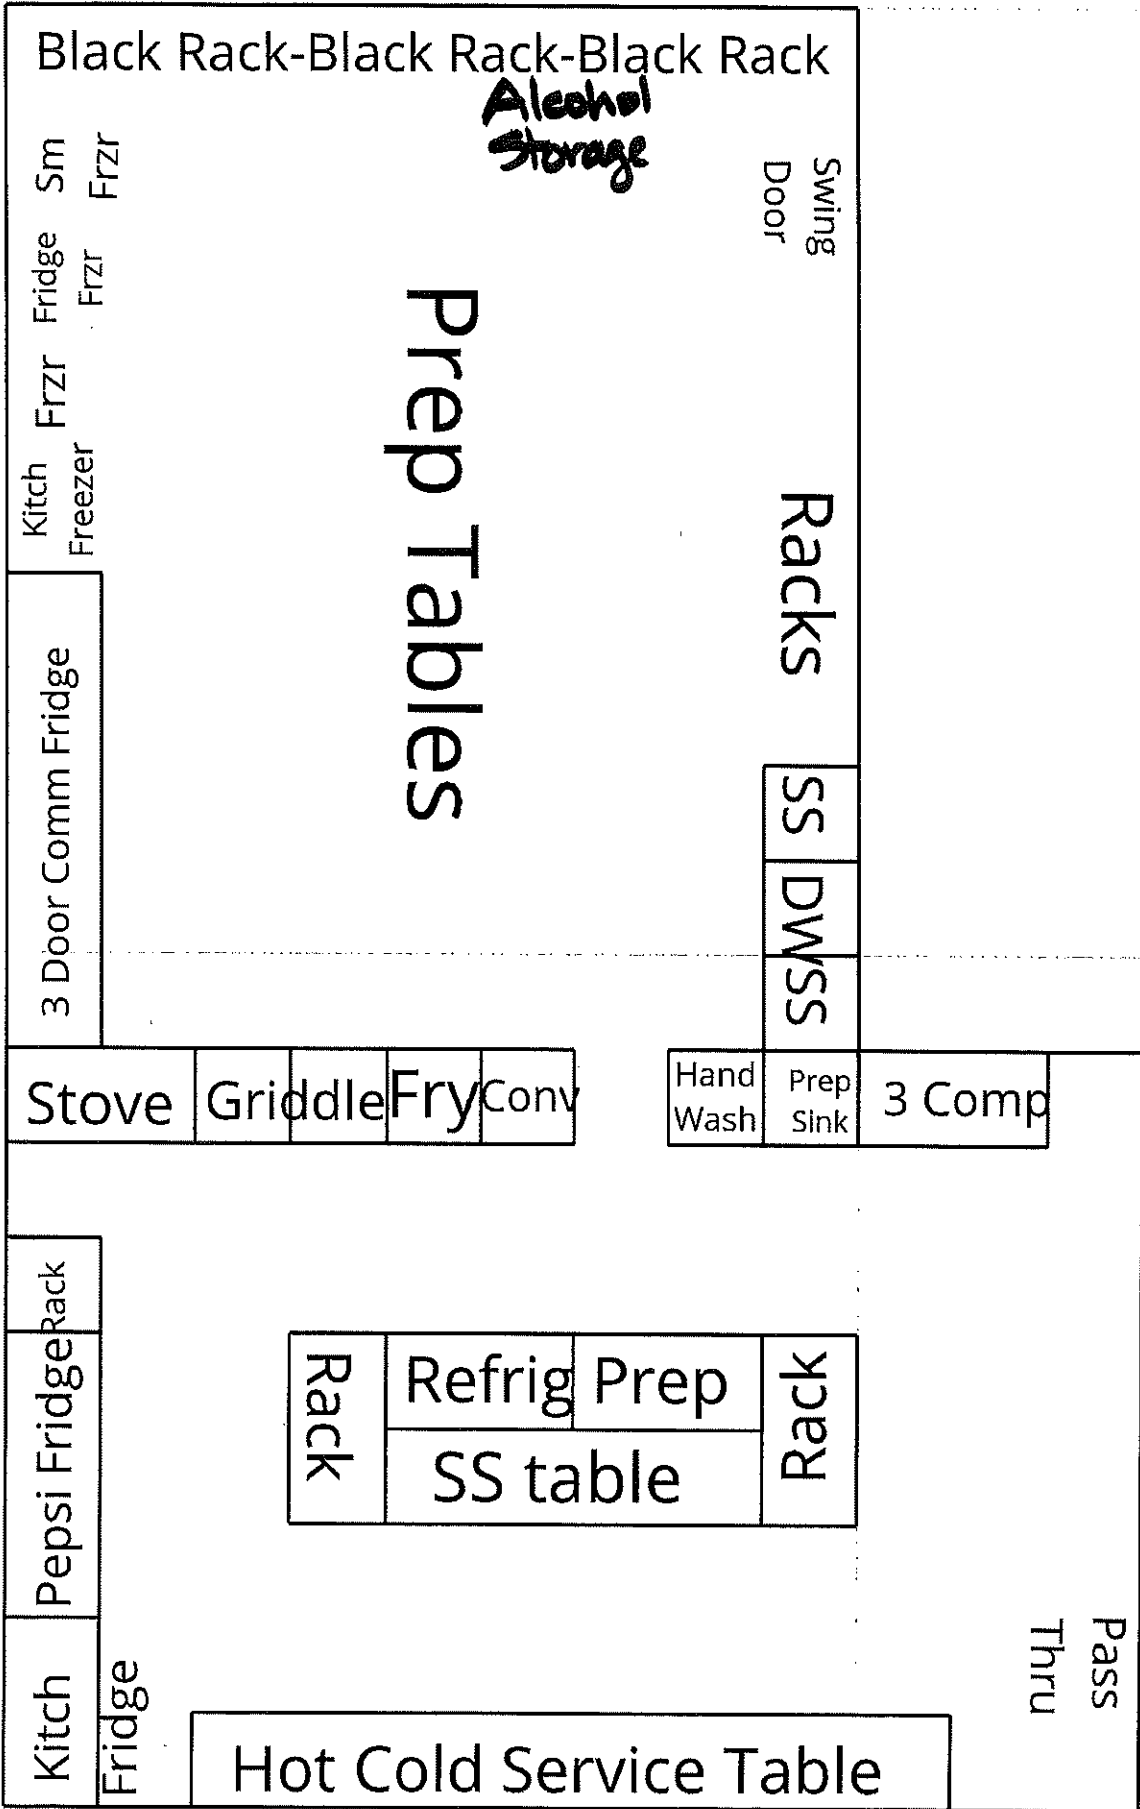 Black Rack-Black Rack-Black Rack
Alcohol
Storage
Sm
Frzr
Fridge
Frzr
Kitch
Frzr
Freezer
Swing
Door
Prep Tables
Racks
3 Door Comm Fridge
SS
DW
SS
Stove
Griddle
Fry
Conv
Hand
Wash
Prep
Sink
3 Comp
Rack
Pepsi Fridge
Kitch
Fridge
Rack
Refrig
Prep
SS table
Rack
Pass
Thru
Hot Cold Service Table